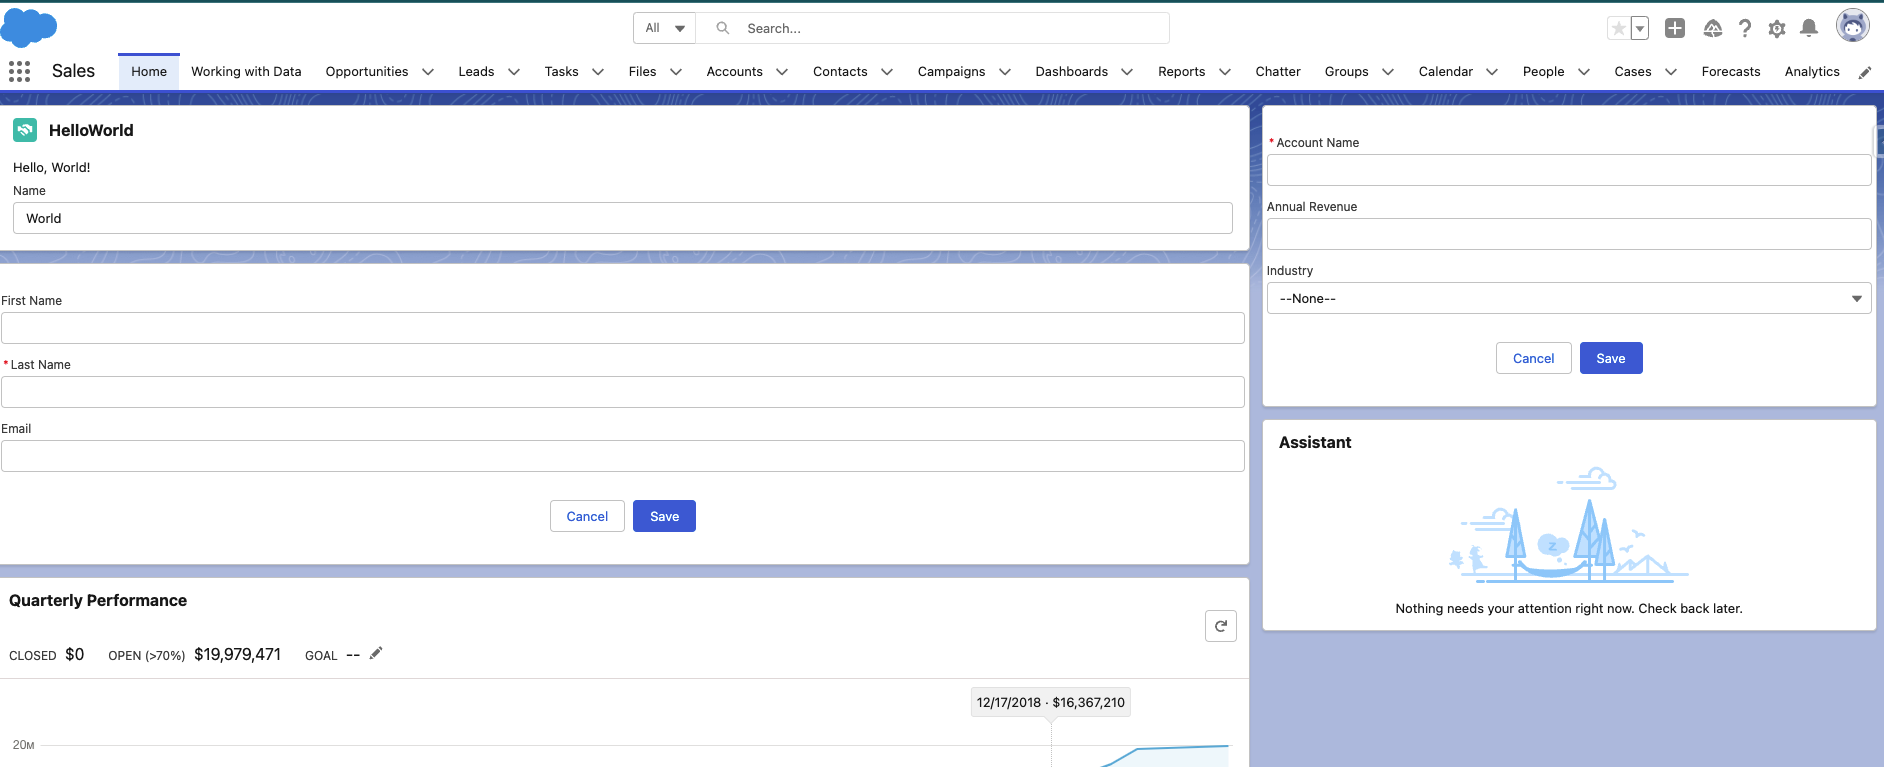 All
Search...
Sales
Home
Working with Data
Opportunities
Leads
Tasks
Files
Accounts
Contacts
Campaigns
Dashboards
Reports
Chatter
Groups
Calendar
People
Cases
Forecasts
Analytics
HelloWorld
Hello, World!
Name
World
First Name
* Last Name
Email
Cancel
Save
Quarterly Performance
CLOSED $0 OPEN (>70%) $19,979,471 GOAL --
12/17/2018 · $16,367,210
20M
* Account Name
Annual Revenue
Industry
--None--
Cancel
Save
Assistant
z
Nothing needs your attention right now. Check back later.